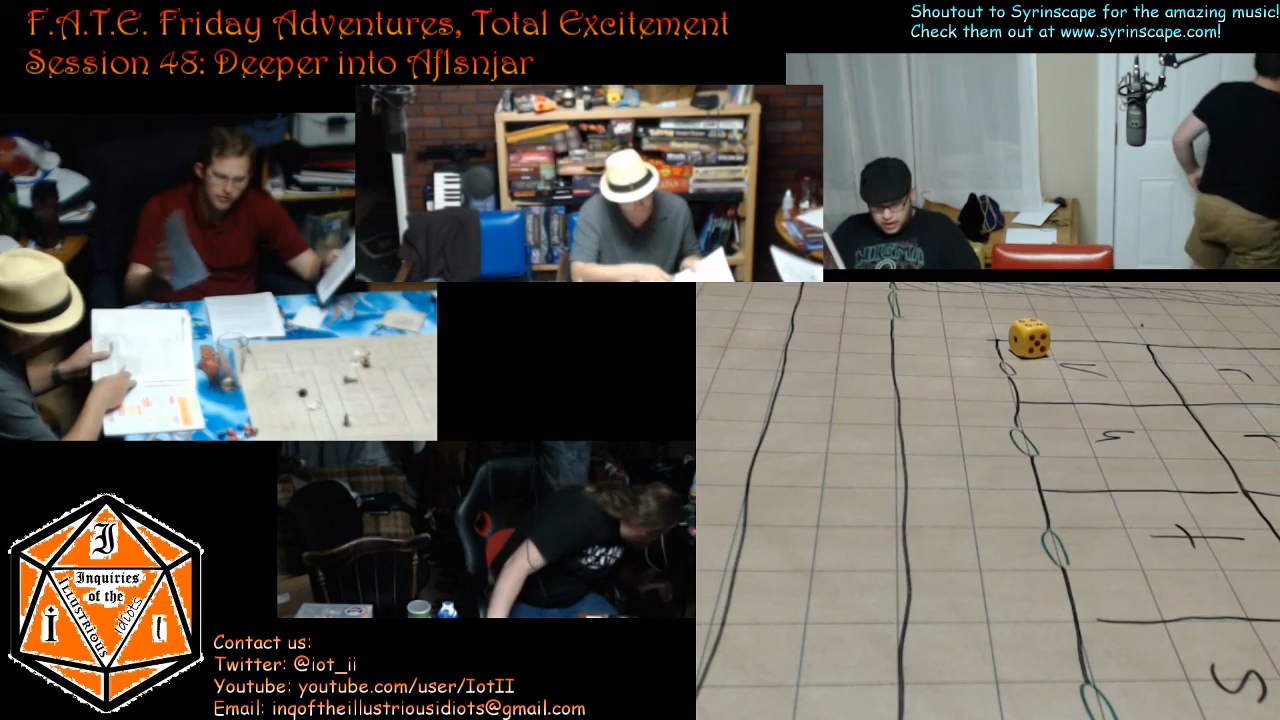 F.A.T.E. Friday Adventures, Total Excitement
Session 48: Deeper into Aflsnjar
Shoutout to Syrinscape for the amazing music!
Check them out at www.syrinscape.com!
I
Inquiries
of the
Illustrious
Idiots
i
I
Contact us:
Twitter: @iot_ii
Youtube: youtube.com/user/IotII
Email: inqoftheillustriousidiots@gmail.com